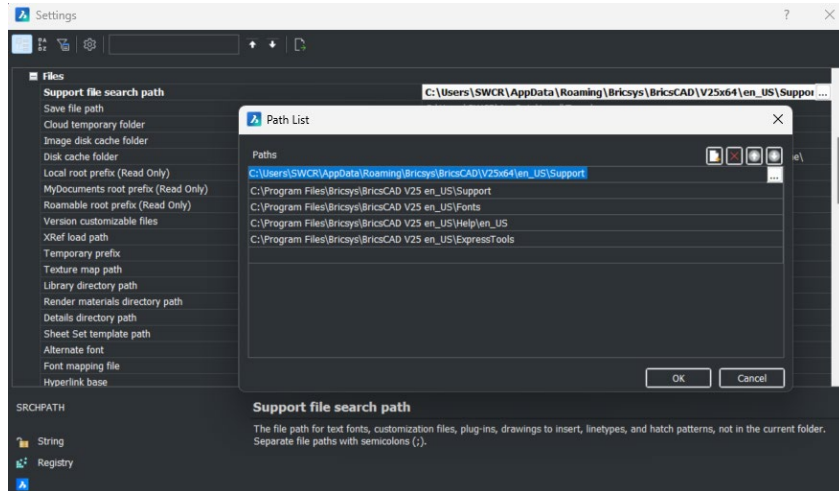 Settings
Files
Support file search path
C:\Users\SWCR\AppData\Roaming\Bricsys\BricsCAD\V25x64\en_US\Suppor ...
Save file path
Cloud temporary folder
Image disk cache folder
Disk cache folder
Local root prefix (Read Only)
MyDocuments root prefix (Read Only)
Roamable root prefix (Read Only)
Version customizable files
XRef load path
Temporary prefix
Texture map path
Library directory path
Render materials directory path
Details directory path
Sheet Set template path
Alternate font
Font mapping file
Hyperlink base
Path List
Paths
C:\Users\SWCR\AppData\Roaming\Bricsys\BricsCAD\V25x64\en_US\Support
...
C:\Program Files\Bricsys\BricsCAD V25 en_US\Support
C:\Program Files\Bricsys\BricsCAD V25 en_US\Fonts
C:\Program Files\Bricsys\BricsCAD V25 en_US\Help\en_US
C:\Program Files\Bricsys\BricsCAD V25 en_US\ExpressTools
OK
Cancel
SRCHPATH
String
Registry
Support file search path
The file path for text fonts, customization files, plug-ins, drawings to insert, linetypes, and hatch patterns, not in the current folder.
Separate file paths with semicolons (;).